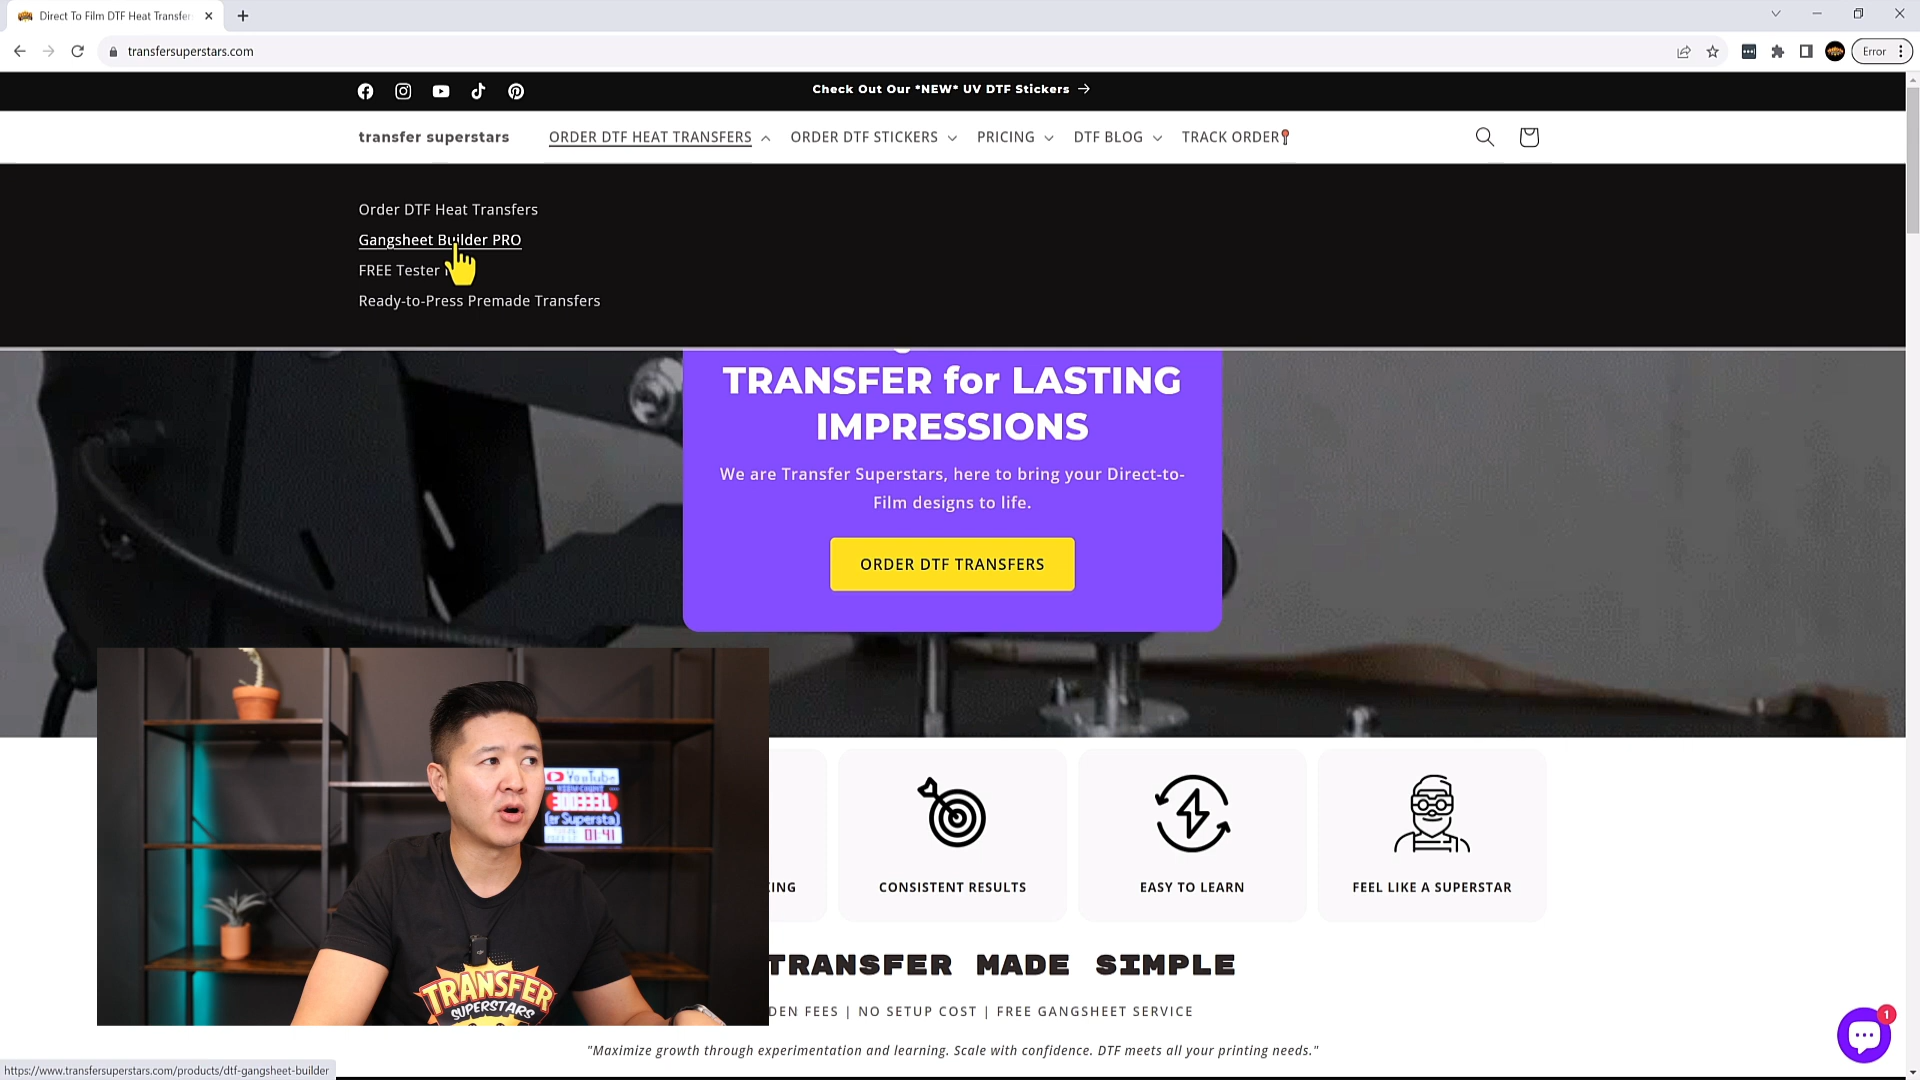 Direct To Film DTF Heat Transfer
transfersuperstars.com
Error
Check Out Our *NEW* UV DTF Stickers →
transfer superstars
ORDER DTF HEAT TRANSFERS
ORDER DTF STICKERS
PRICING
DTF BLOG
TRACK ORDER
Order DTF Heat Transfers
Gangsheet Builder PRO
FREE Tester
Ready-to-Press Premade Transfers
TRANSFER for LASTING
IMPRESSIONS
We are Transfer Superstars, here to bring your Direct-to-
Film designs to life.
ORDER DTF TRANSFERS
YouTube
01:41
TRANSFER
SUPERSTARS
CONSISTENT RESULTS
EASY TO LEARN
FEEL LIKE A SUPERSTAR
TRANSFER MADE SIMPLE
FEES | NO SETUP COST | FREE GANGSHEET SERVICE
"Maximize growth through experimentation and learning. Scale with confidence. DTF meets all your printing needs."
1
https://www.transfersuperstars.com/products/dtf-gangsheet-builder